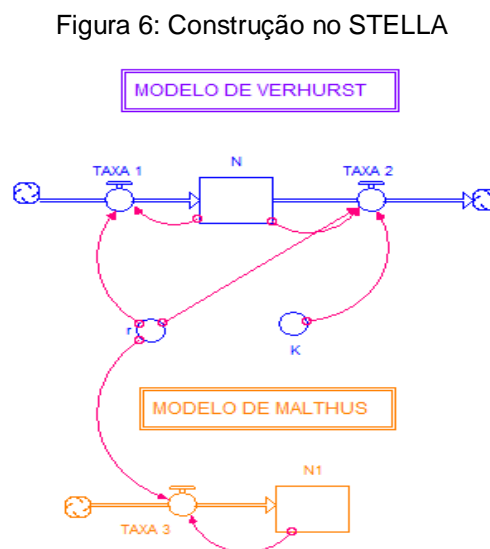 Figura 6: Construção no STELLA
MODELO DE VERHURST
TAXA 1
N
TAXA 2
r
K
MODELO DE MALTHUS
N1
TAXA 3